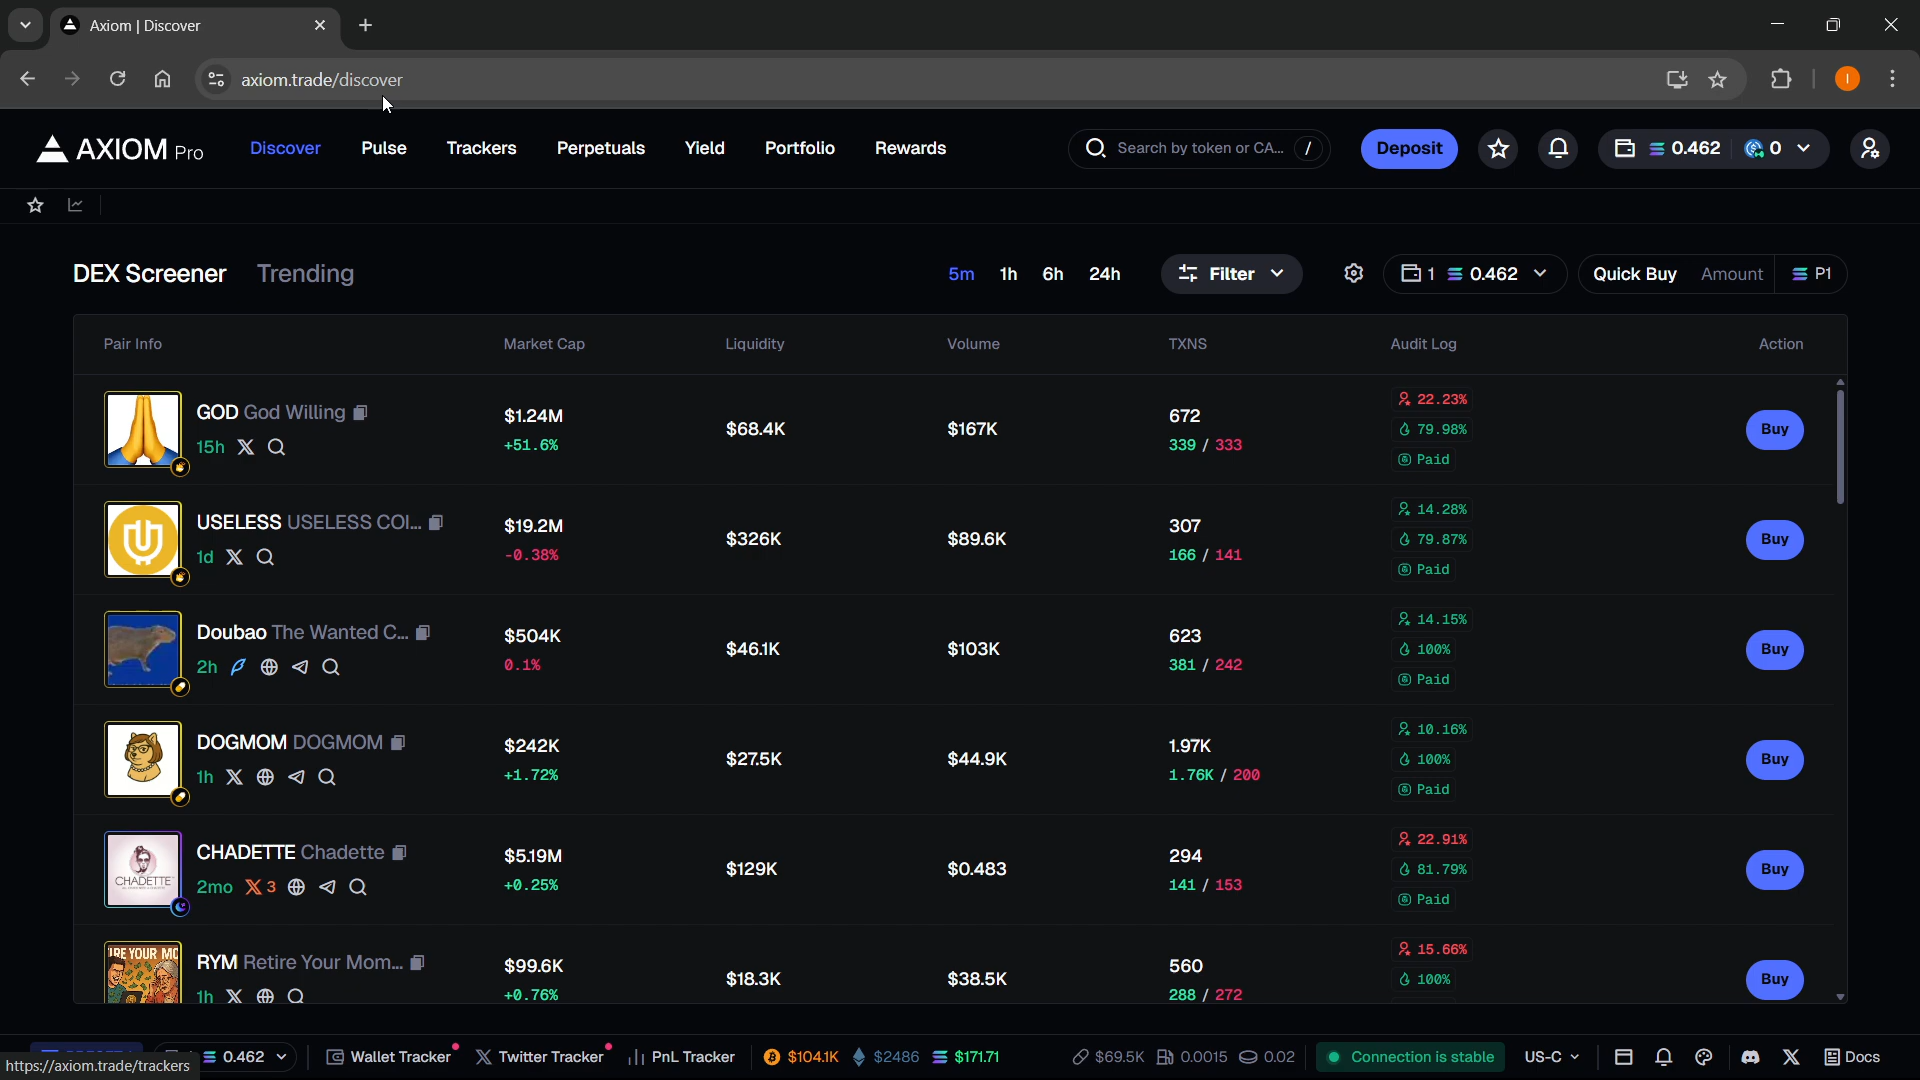 Axiom | Discover
axiom.trade/discover
I
AXIOM Pro
Discover
Pulse
Trackers
Perpetuals
Yield
Portfolio
Rewards
Search by token or CA... /
Deposit
0.462
0
DEX Screener
Trending
5m 1h 6h 24h
Filter
1 0.462
Quick Buy Amount P1
Pair Info Market Cap Liquidity Volume TXNS Audit Log Action
GOD God Willing
15h
$1.24M
+51.6%
$68.4K
$167K
672
339 / 333
22.23%
79.98%
Paid
Buy
USELESS USELESS COI...
1d
$19.2M
-0.38%
$326K
$89.6K
307
166 / 141
14.28%
79.87%
Paid
Buy
Doubao The Wanted C...
2h
$504K
0.1%
$46.1K
$103K
623
381 / 242
14.15%
100%
Paid
Buy
DOGMOM DOGMOM
1h
$242K
+1.72%
$27.5K
$44.9K
1.97K
1.76K / 200
10.16%
100%
Paid
Buy
CHADETTE
CHADETTE Chadette
2mo 3
$5.19M
+0.25%
$129K
$0.483
294
141 / 153
22.91%
81.79%
Paid
Buy
IRE YOUR MO
RYM Retire Your Mom...
1h
$99.6K
+0.76%
$18.3K
$38.5K
560
288 / 272
15.66%
100%
Buy
0.462
Wallet Tracker
Twitter Tracker
PnL Tracker
$104.1K
$2486
$171.71
$69.5K
0.0015
0.02
Connection is stable
US-C
Docs
https://axiom.trade/trackers